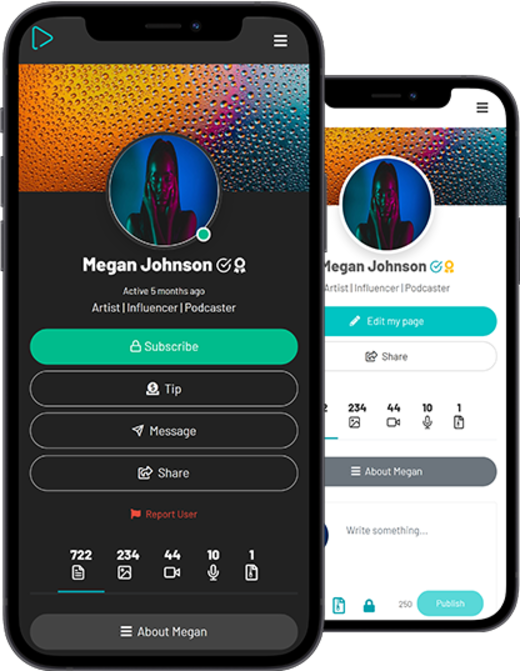 Megan Johnson
Active 5 months ago
Artist | Influencer | Podcaster
Subscribe
Tip
Message
Share
Report User
722 234 44 10 1
About Megan
Megan Johnson
Artist | Influencer | Podcaster
Edit my page
Share
2 234 44 10 1
About Megan
Write something...
250 Publish